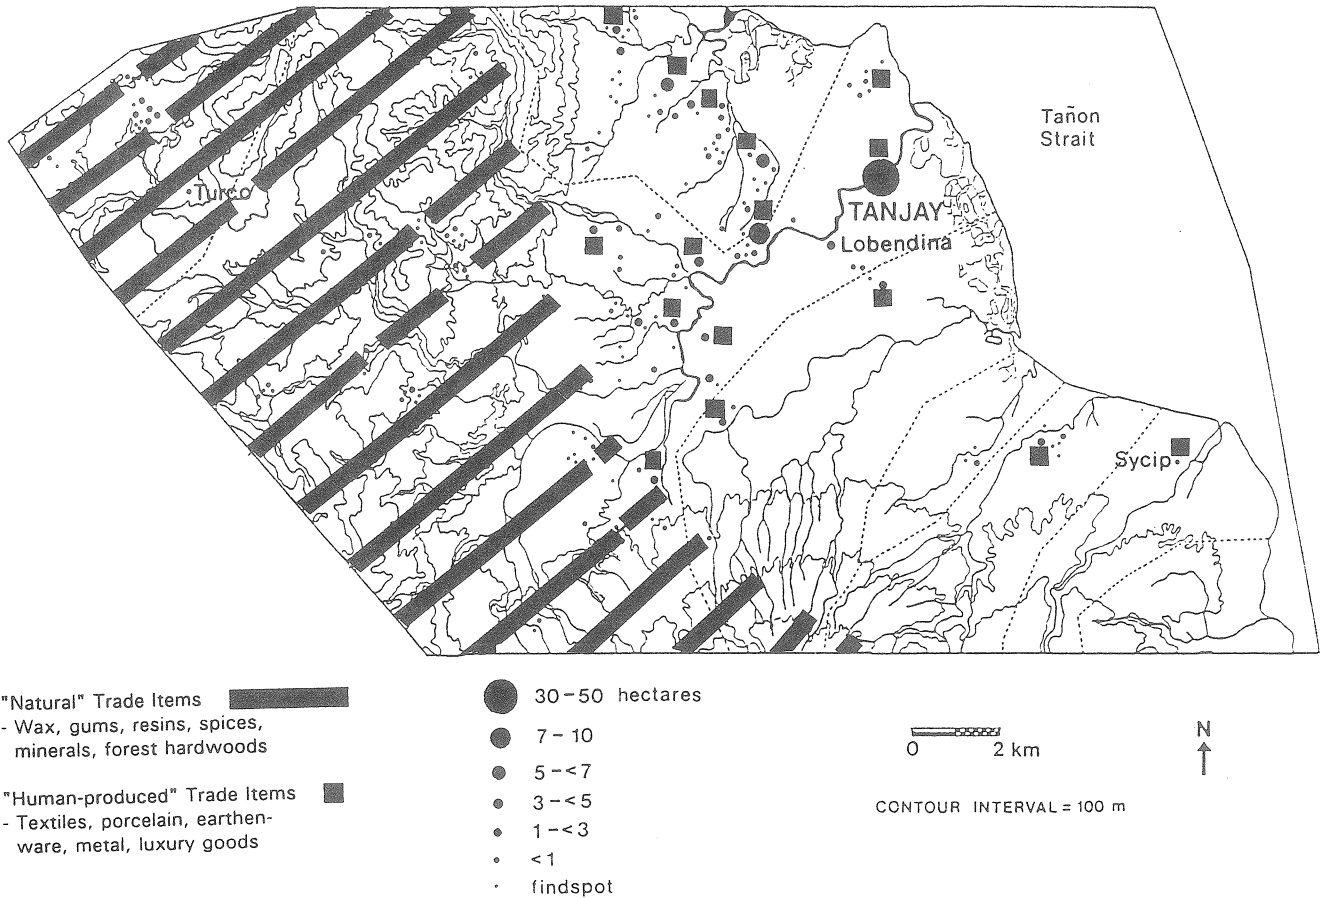 Tañon
Strait
Turco
TANJAY
Lobendina
Sycip
"Natural" Trade Items
- Wax, gums, resins, spices,
minerals, forest hardwoods
"Human-produced" Trade Items
- Textiles, porcelain, earthen-
ware, metal, luxury goods
30-50 hectares
7-10
5-<7
3-<5
1-<3
<1
findspot
0 2 km
N
CONTOUR INTERVAL = 100 m